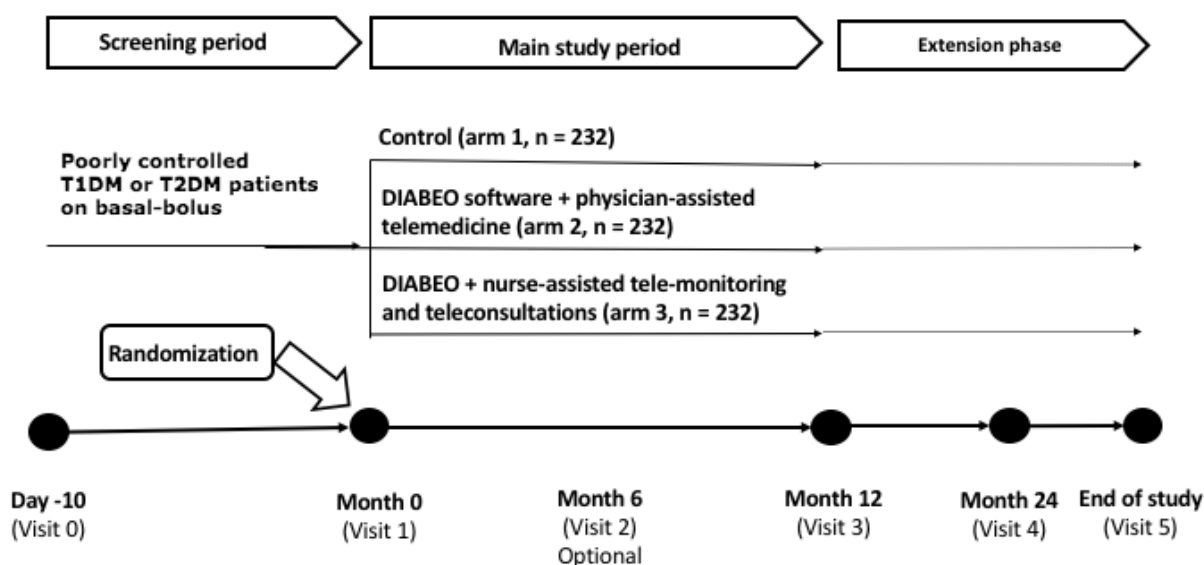 Screening period
Main study period
Extension phase
Poorly controlled
T1DM or T2DM patients
on basal-bolus
Control (arm 1, n = 232)
DIABEO software + physician-assisted
telemedicine (arm 2, n = 232)
DIABEO + nurse-assisted tele-monitoring
and teleconsultations (arm 3, n = 232)
Randomization
Day -10
(Visit 0)
Month 0
(Visit 1)
Month 6
(Visit 2)
Optional
Month 12
(Visit 3)
Month 24
(Visit 4)
End of study
(Visit 5)